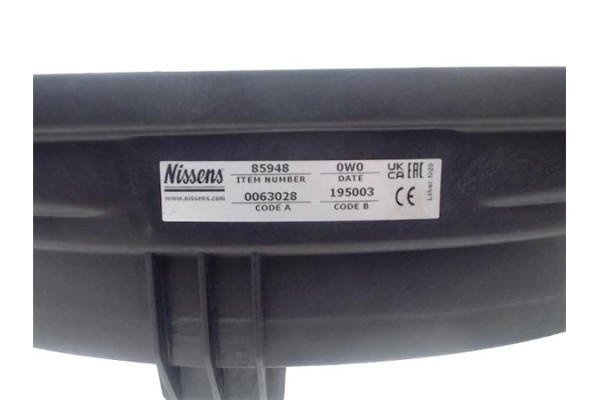 Nissens 85948 0W0 UK CA EAC
ITEM NUMBER DATE
www.nissens.com 0063028 195003 CE
CODE A CODE B